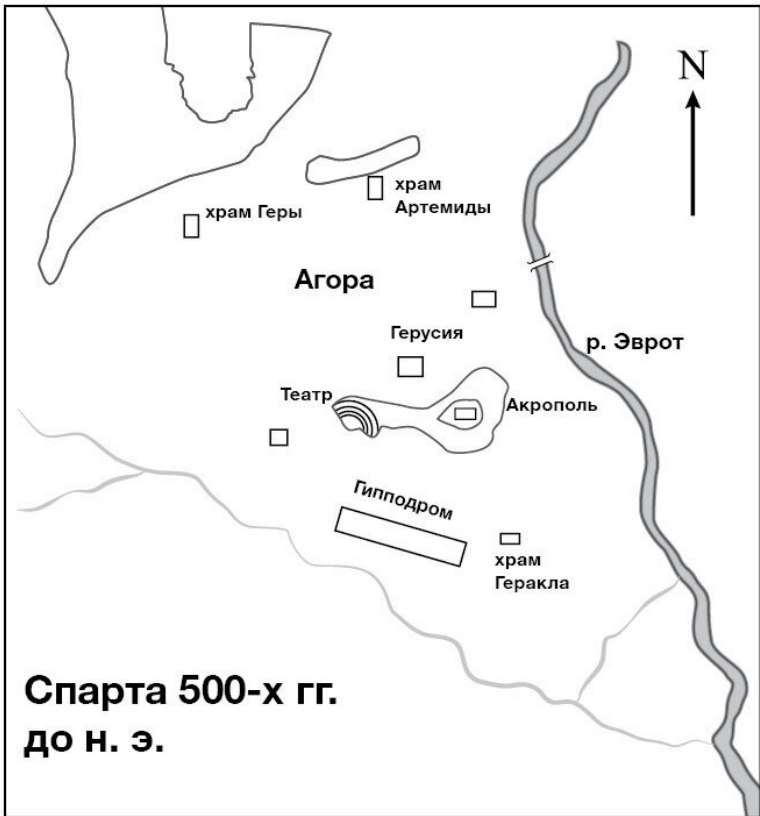 N
храм
Артемиды
храм Геры
Агора
Герусия
р. Эврот
Театр
Акрополь
Гипподром
храм
Геракла
Спарта 500-х гг.
до н. э.